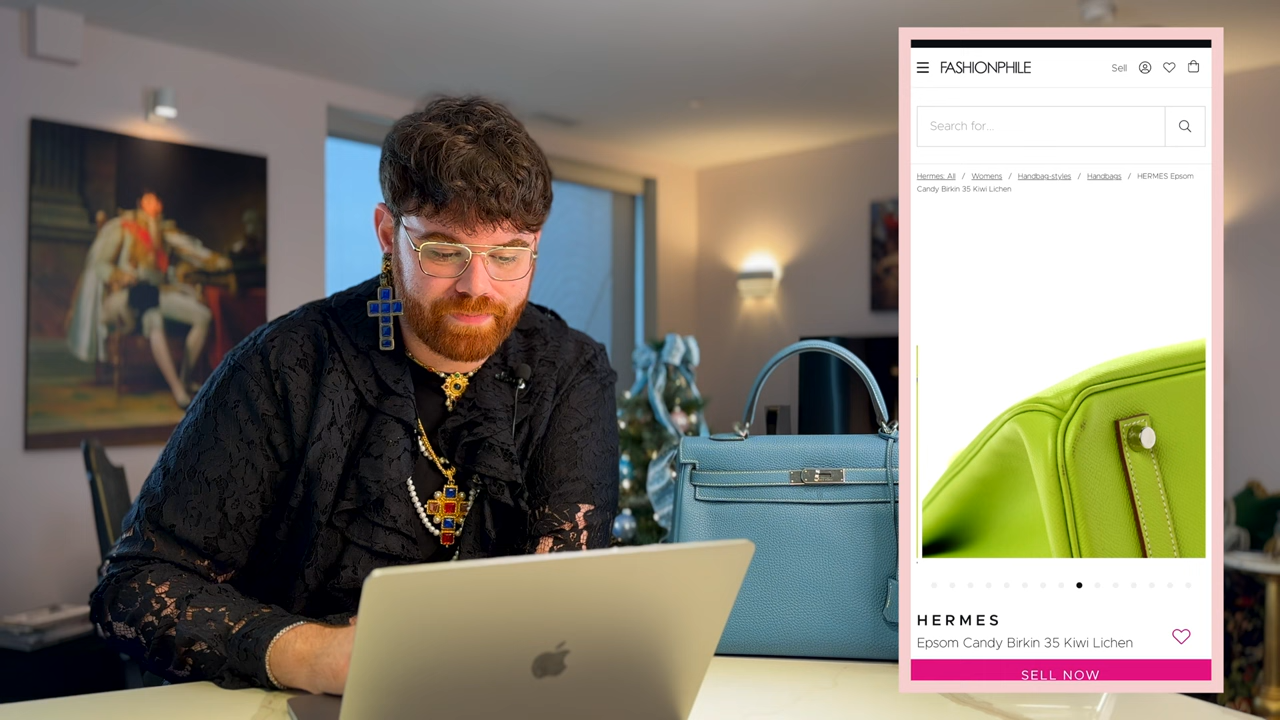 FASHIONPHILE
Sell
Search for...
Hermes, All / Womens / Handbag-styles / Handbags / HERMES Epsom
Candy Birkin 35 Kiwi Lichen
HERMES
Epsom Candy Birkin 35 Kiwi Lichen
SELL NOW